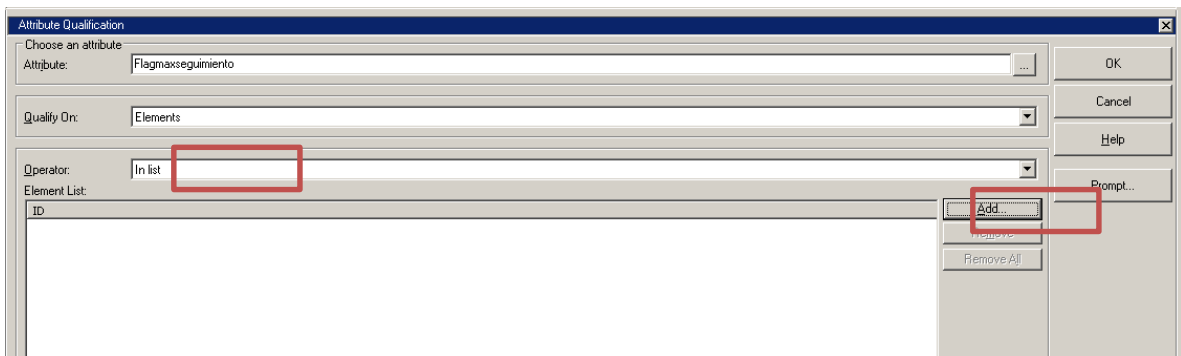 Attribute Qualification
Choose an attribute
Attribute: Flagmaxseguimiento ... OK
Cancel
Qualify On: Elements
Help
Operator: In list
Prompt...
Element List:
ID Add...
Remove
Remove All